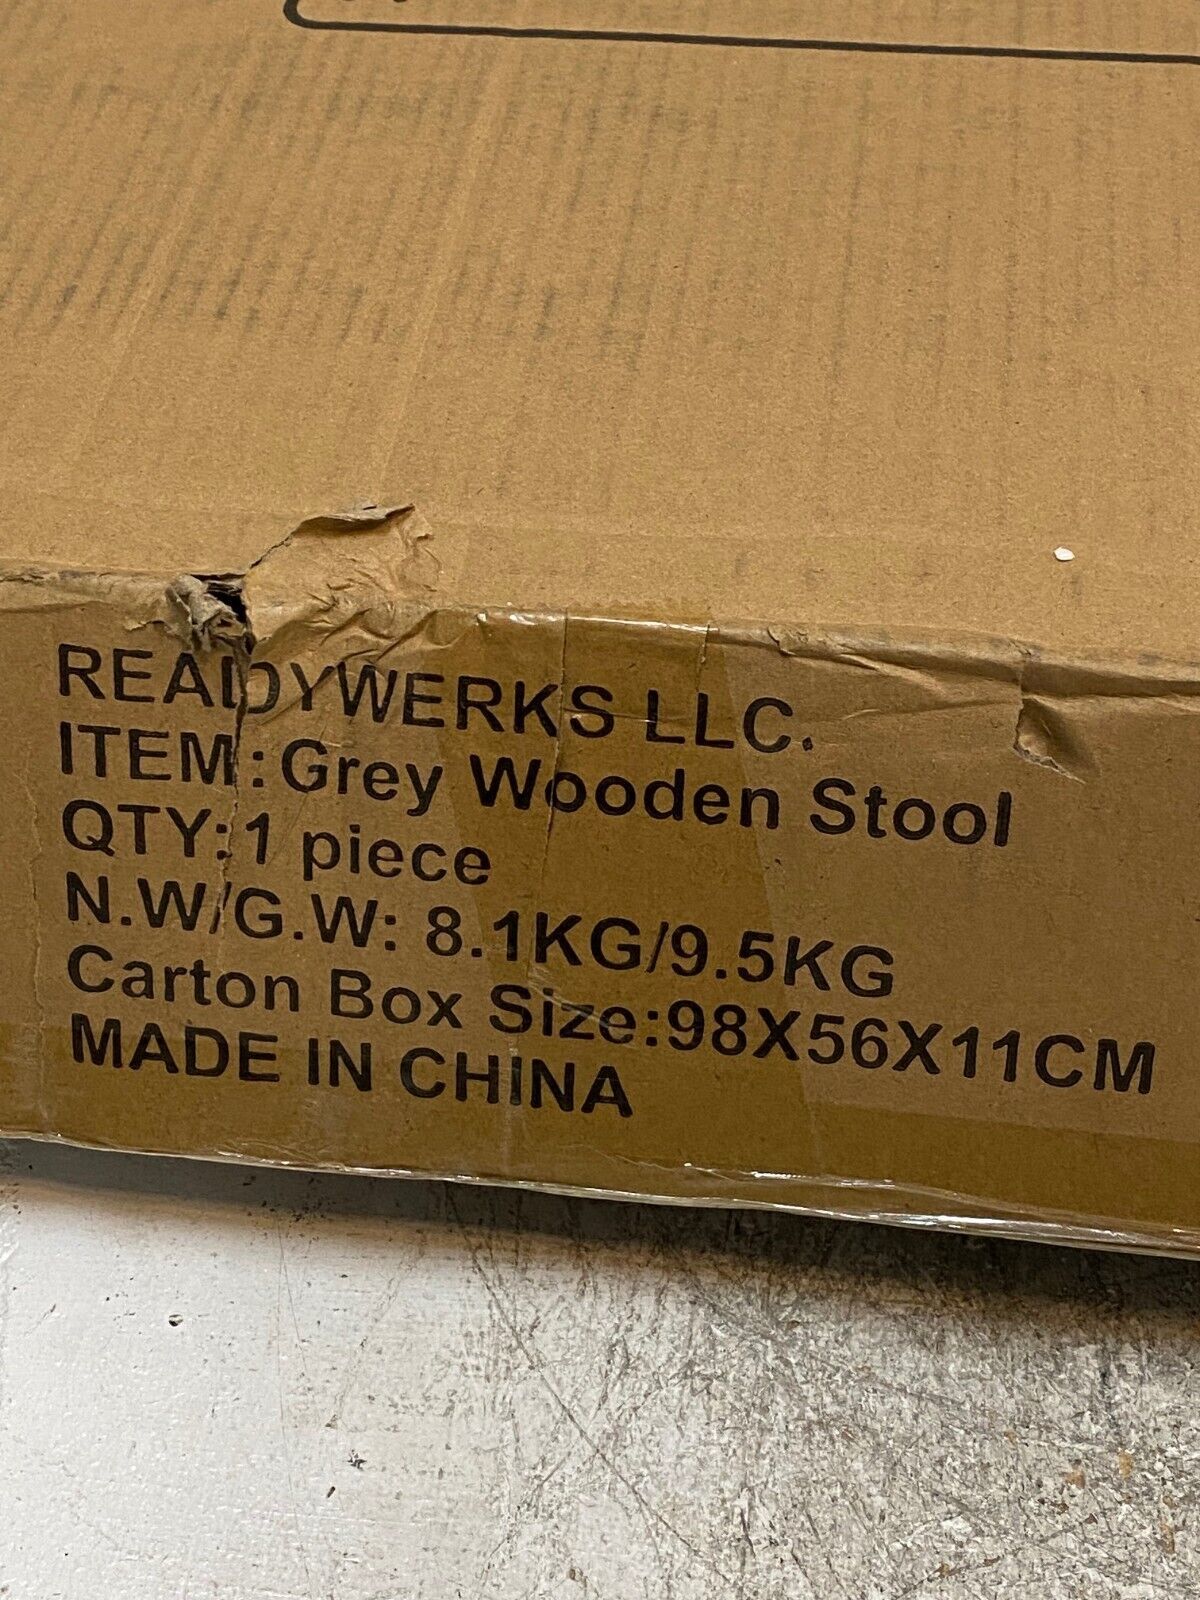 READYWERKS LLC.
ITEM:Grey Wooden Stool
QTY:1 piece
N.W/G.W: 8.1KG/9.5KG
Carton Box Size:98X56X11CM
MADE IN CHINA